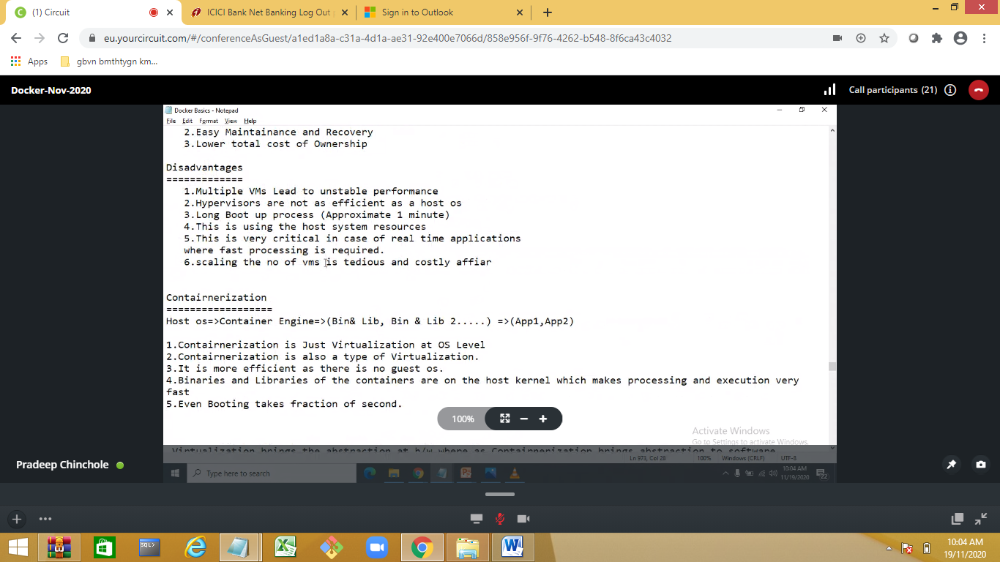 (1) Circuit
ICICI Bank Net Banking Log Out
Sign in to Outlook
eu.yourcircuit.com/#/conferenceAsGuest/a1ed1a8a-c31a-4d1a-ae31-92e400e7066d/858e956f-9f76-4262-b548-8f6ca43c4032
Apps
gbvn bmthtygn km...
Docker-Nov-2020
Call participants (21)
Docker Basics - Notepad
File Edit Format View Help
2.Easy Maintainance and Recovery
3.Lower total cost of Ownership
Disadvantages
=============
1.Multiple VMs Lead to unstable performance
2.Hypervisors are not as efficient as a host os
3.Long Boot up process (Approximate 1 minute)
4.This is using the host system resources
5.This is very critical in case of real time applications
where fast processing is required.
6.scaling the no of vms is tedious and costly affiar
Contairnerization
==================
Host os=>Container Engine=>(Bin& Lib, Bin & Lib 2.....) =>(App1,App2)
1.Contairnerization is Just Virtualization at OS Level
2.Contairnerization is also a type of Virtualization.
3.It is more efficient as there is no guest os.
4.Binaries and Libraries of the containers are on the host kernel which makes processing and execution very
fast
5.Even Booting takes fraction of second.
100%
Activate Windows
Go to Settings to activate Windows.
Virtualization brings the abstraction at h/w where as Contairnerization brings abstraction to software
Ln 973, Col 28 100% Windows (CRLF) UTF-8
Pradeep Chinchole
Type here to search
10:04 AM
11/19/2020
22
SQL>
10:04 AM
19/11/2020